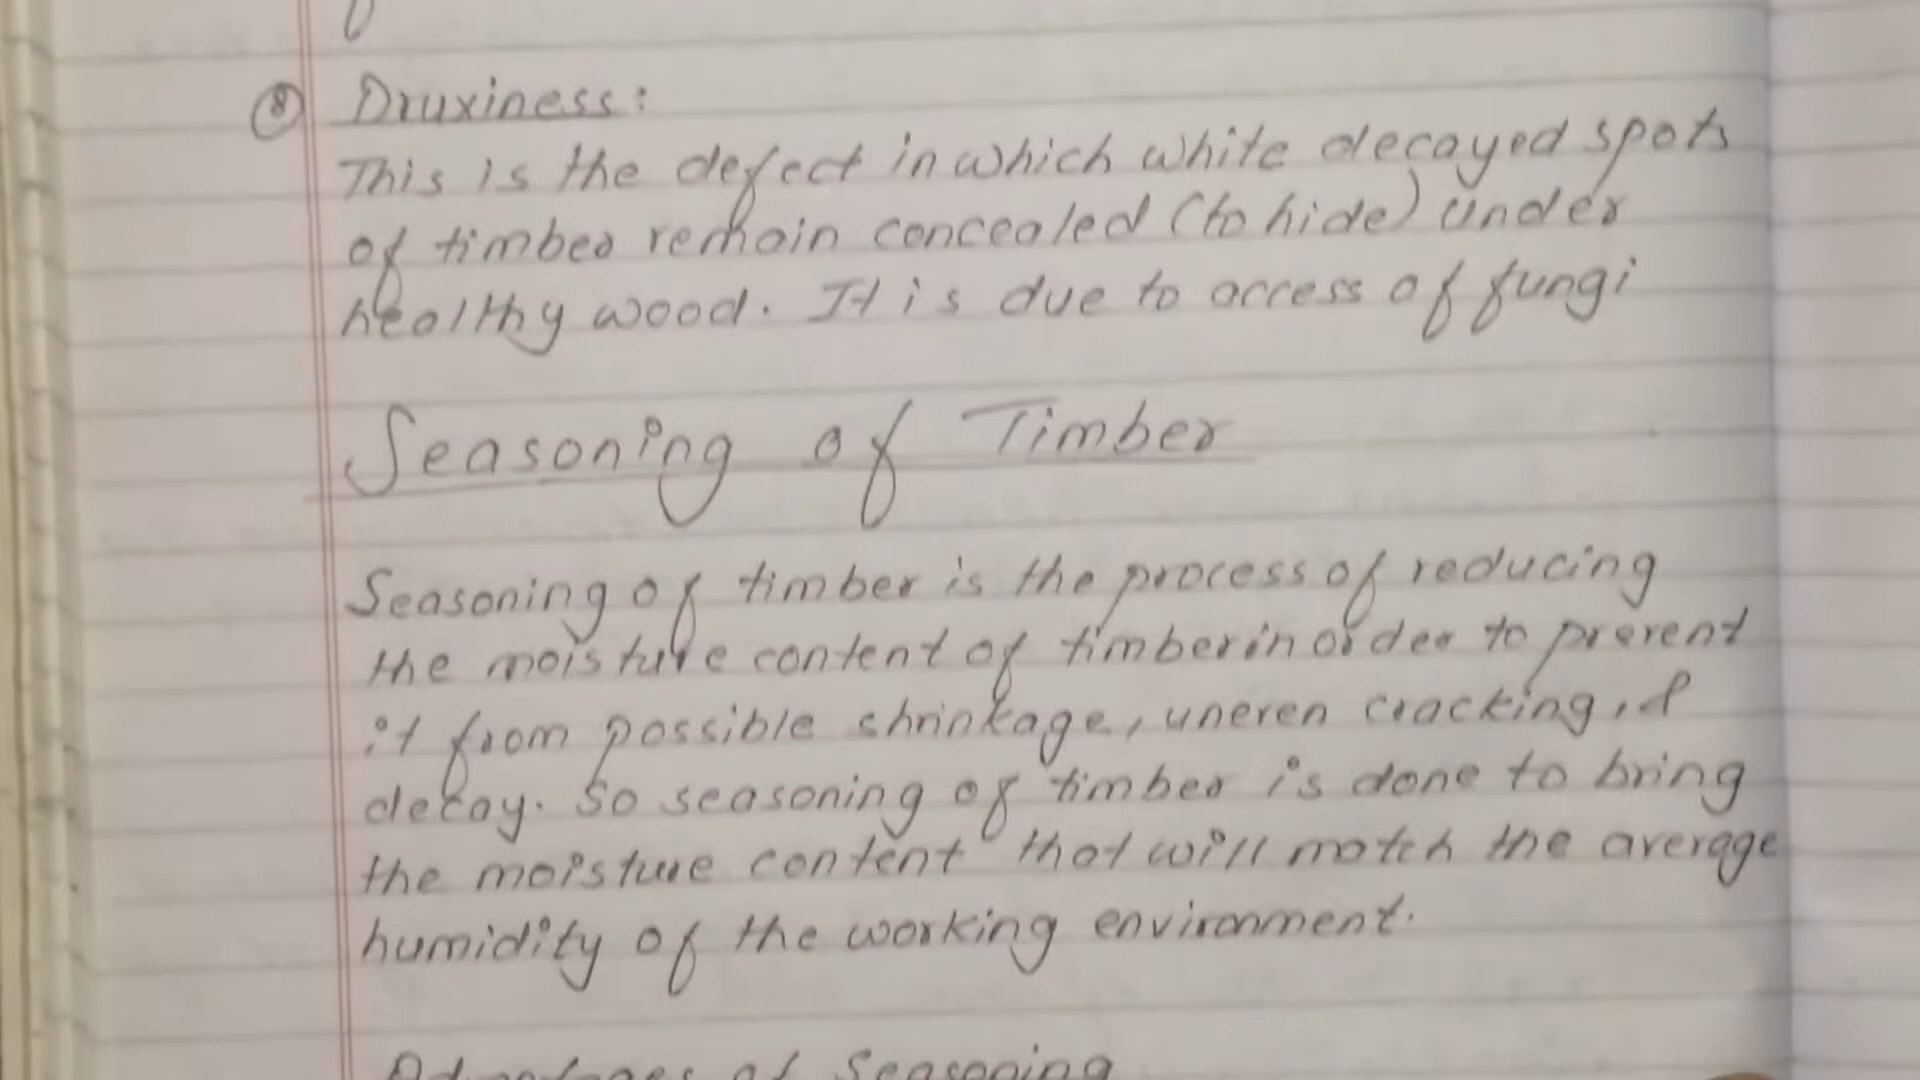 ⑧ Druxiness:
This is the defect in which white decayed spots
of timber remain concealed (to hide) under
healthy wood. It is due to access of fungi
Seasoning of Timber
Seasoning of timber is the process of reducing
the moisture content of timber in order to prevent
it from possible shrinkage, uneven cracking, &
decay. So seasoning of timber is done to bring
the moisture content that will match the average
humidity of the working environment.
Advantages of Seasoning